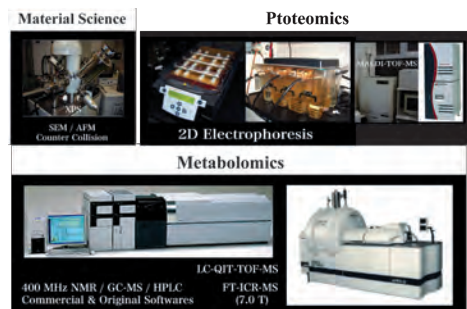 Material Science
Ptoteomics
XPS
SEM / AFM
Counter Collision
MALDI-TOF-MS
2D Electrophoresis
Metabolomics
LC-QIT-TOF-MS
400 MHz NMR / GC-MS / HPLC
Commercial & Original Softwares
FT-ICR-MS
(7.0 T)